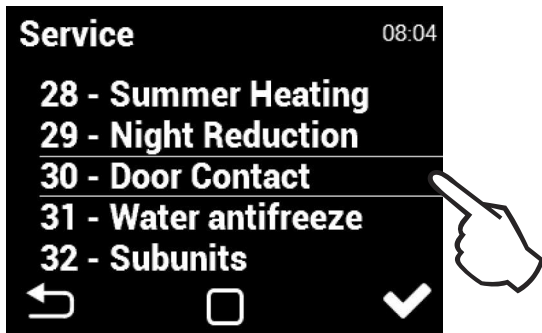 Service 08:04
28 - Summer Heating
29 - Night Reduction
30 - Door Contact
31 - Water antifreeze
32 - Subunits